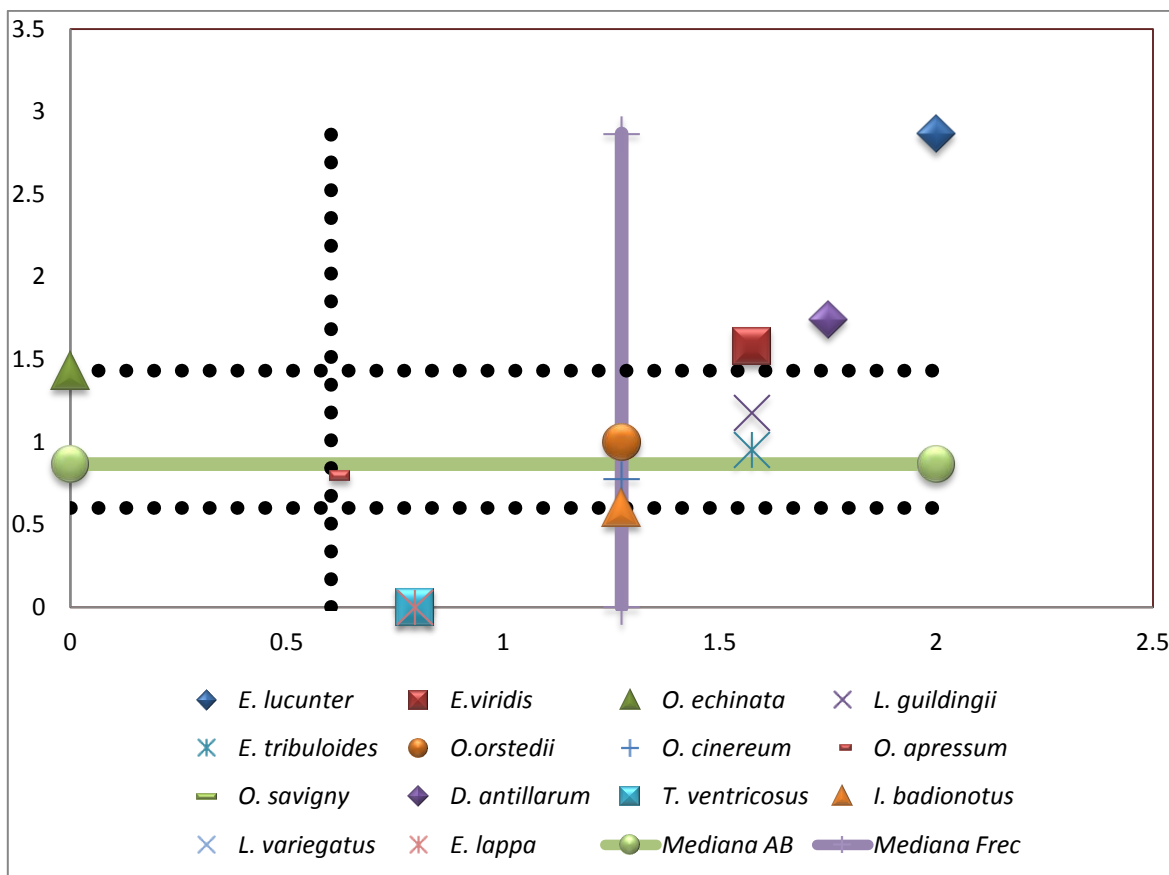 3.5
3
2.5
2
1.5
1
0.5
0
0 0.5 1 1.5 2 2.5
E. lucunter E.viridis O. echinata L. guildingii
E. tribuloides O.orstedii O. cinereum O. apressum
O. savigny D. antillarum T. ventricosus I. badionotus
L. variegatus E. lappa Mediana AB Mediana Frec